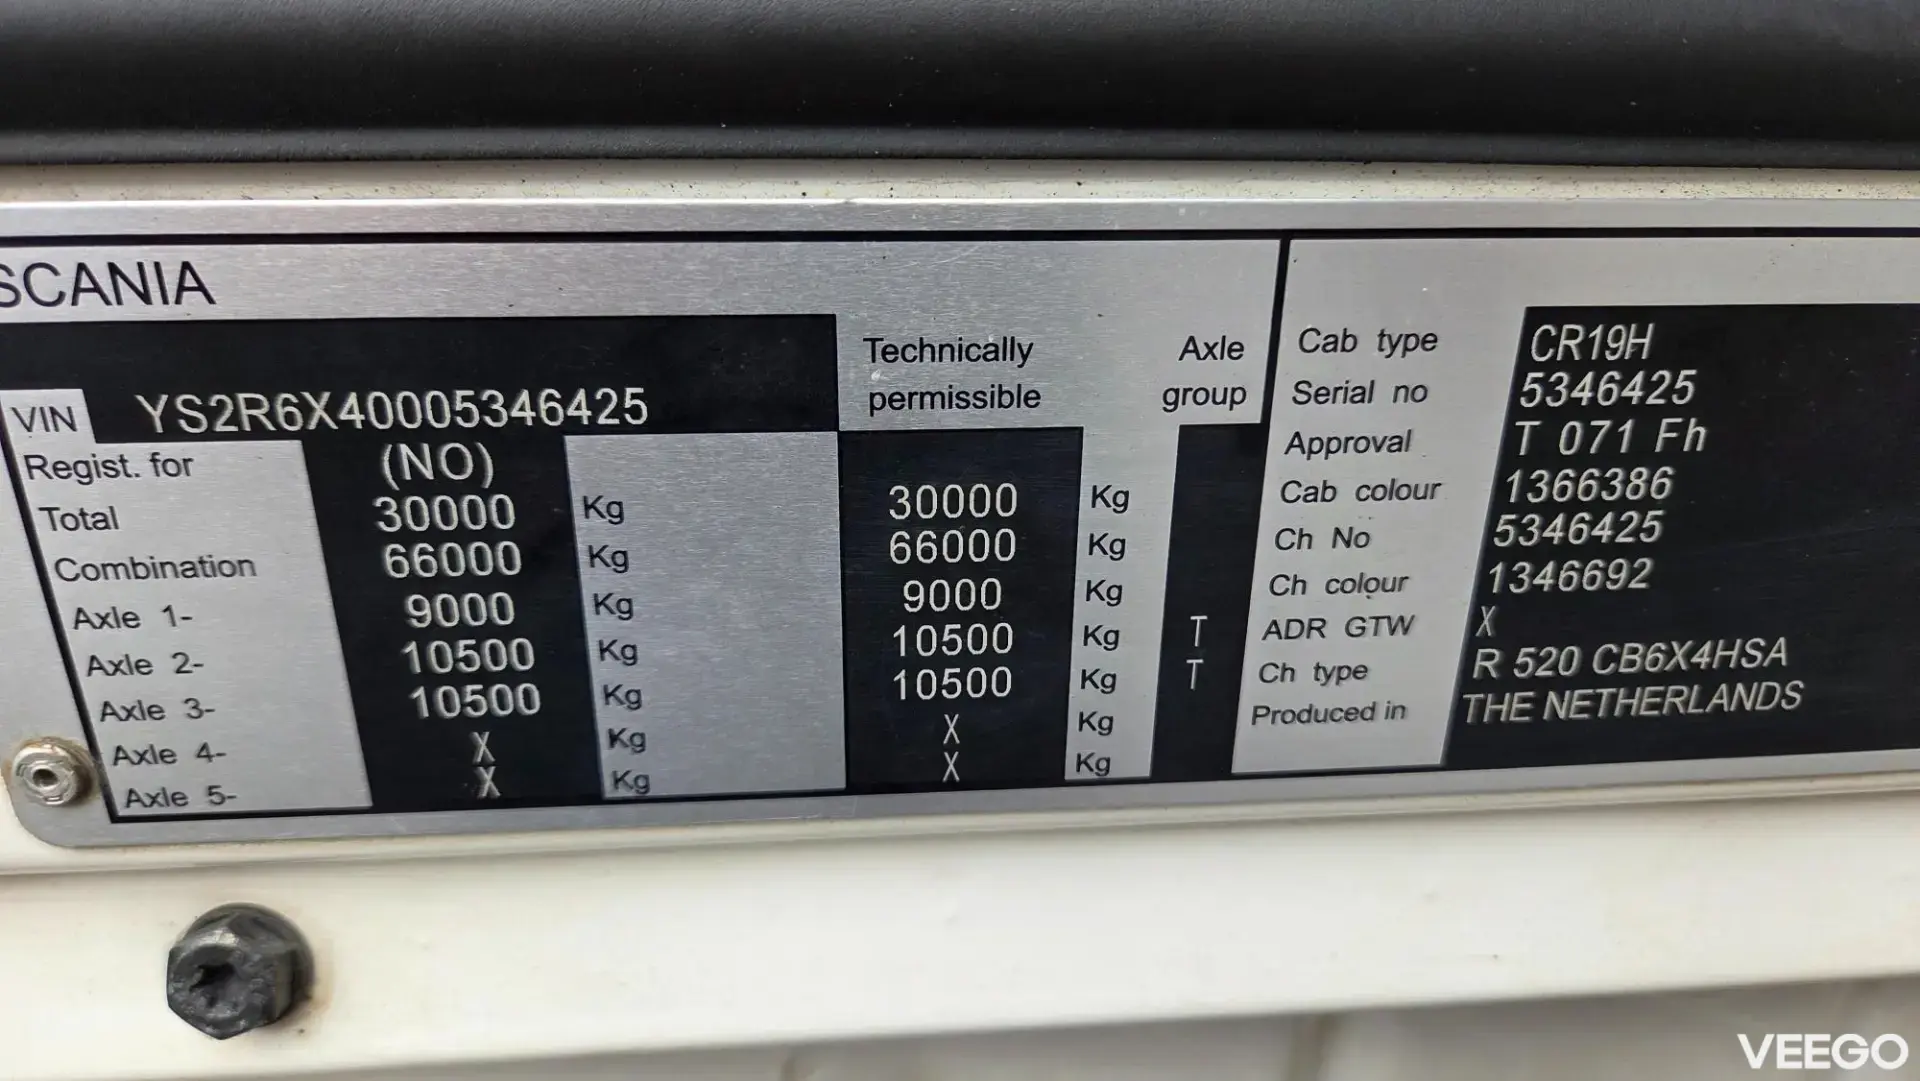 SCANIA
VIN YS2R6X40005346425
Technically permissible
Axle group
Regist. for (NO)
Total 30000 Kg 30000 Kg
Combination 66000 Kg 66000 Kg
Axle 1- 9000 Kg 9000 Kg
Axle 2- 10500 Kg 10500 Kg T
Axle 3- 10500 Kg 10500 Kg T
Axle 4- X Kg X Kg
Axle 5- X Kg X Kg
Cab type CR19H
Serial no 5346425
Approval T 071 Fh
Cab colour 1366386
Ch No 5346425
Ch colour 1346692
ADR GTW X
Ch type R 520 CB6X4HSA
Produced in THE NETHERLANDS
VEEGO